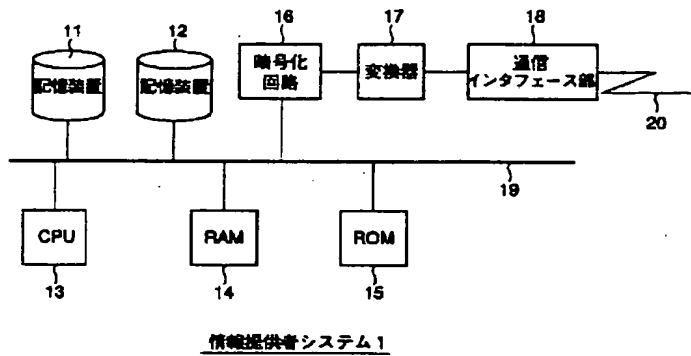 11
12
16
17
18
記憶装置
記憶装置
暗号化
回路
変換器
通信
インタフェース部
20
19
CPU
RAM
ROM
13
14
15
情報提供者システム1